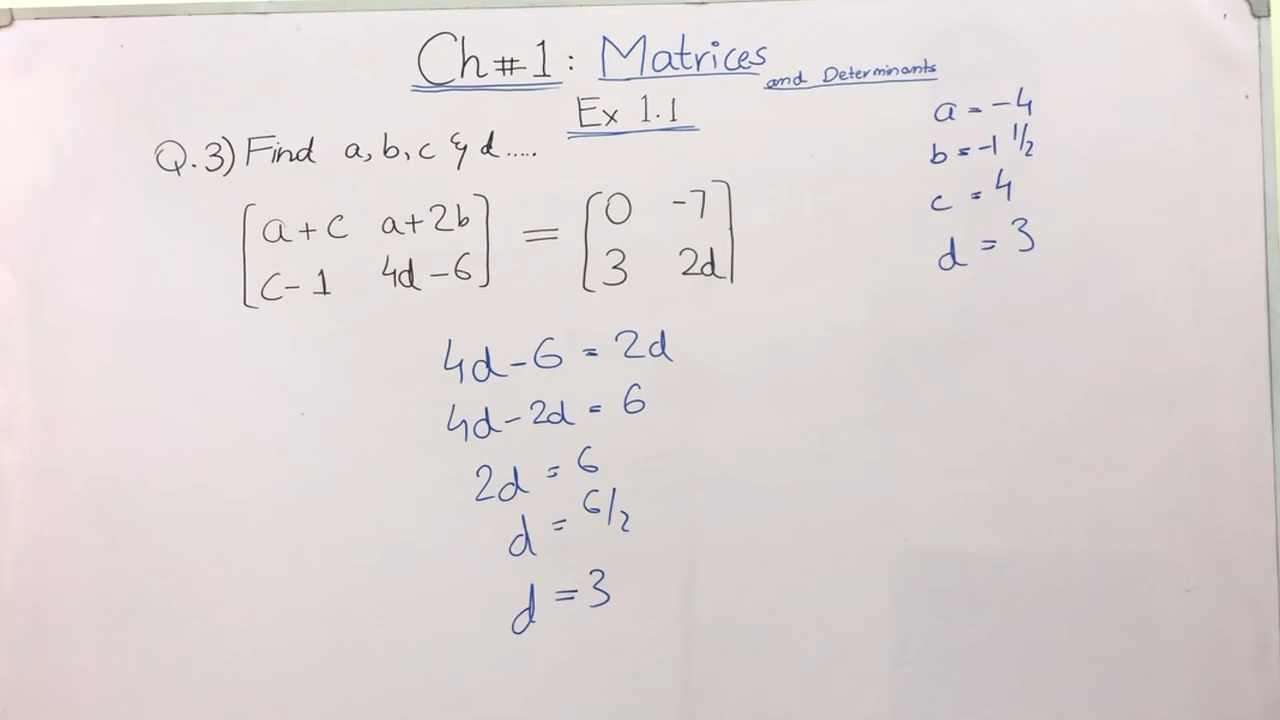 Ch#1: Matrices and Determinants
Ex 1.1
Q.3) Find a, b, c & d.....
[a+c a+2b] = [0 -7]
[c-1 4d-6] [3 2d]
4d-6 = 2d
4d-2d = 6
2d = 6
d = 6/2
d = 3
a = -4
b = -1 1/2
c = 4
d = 3